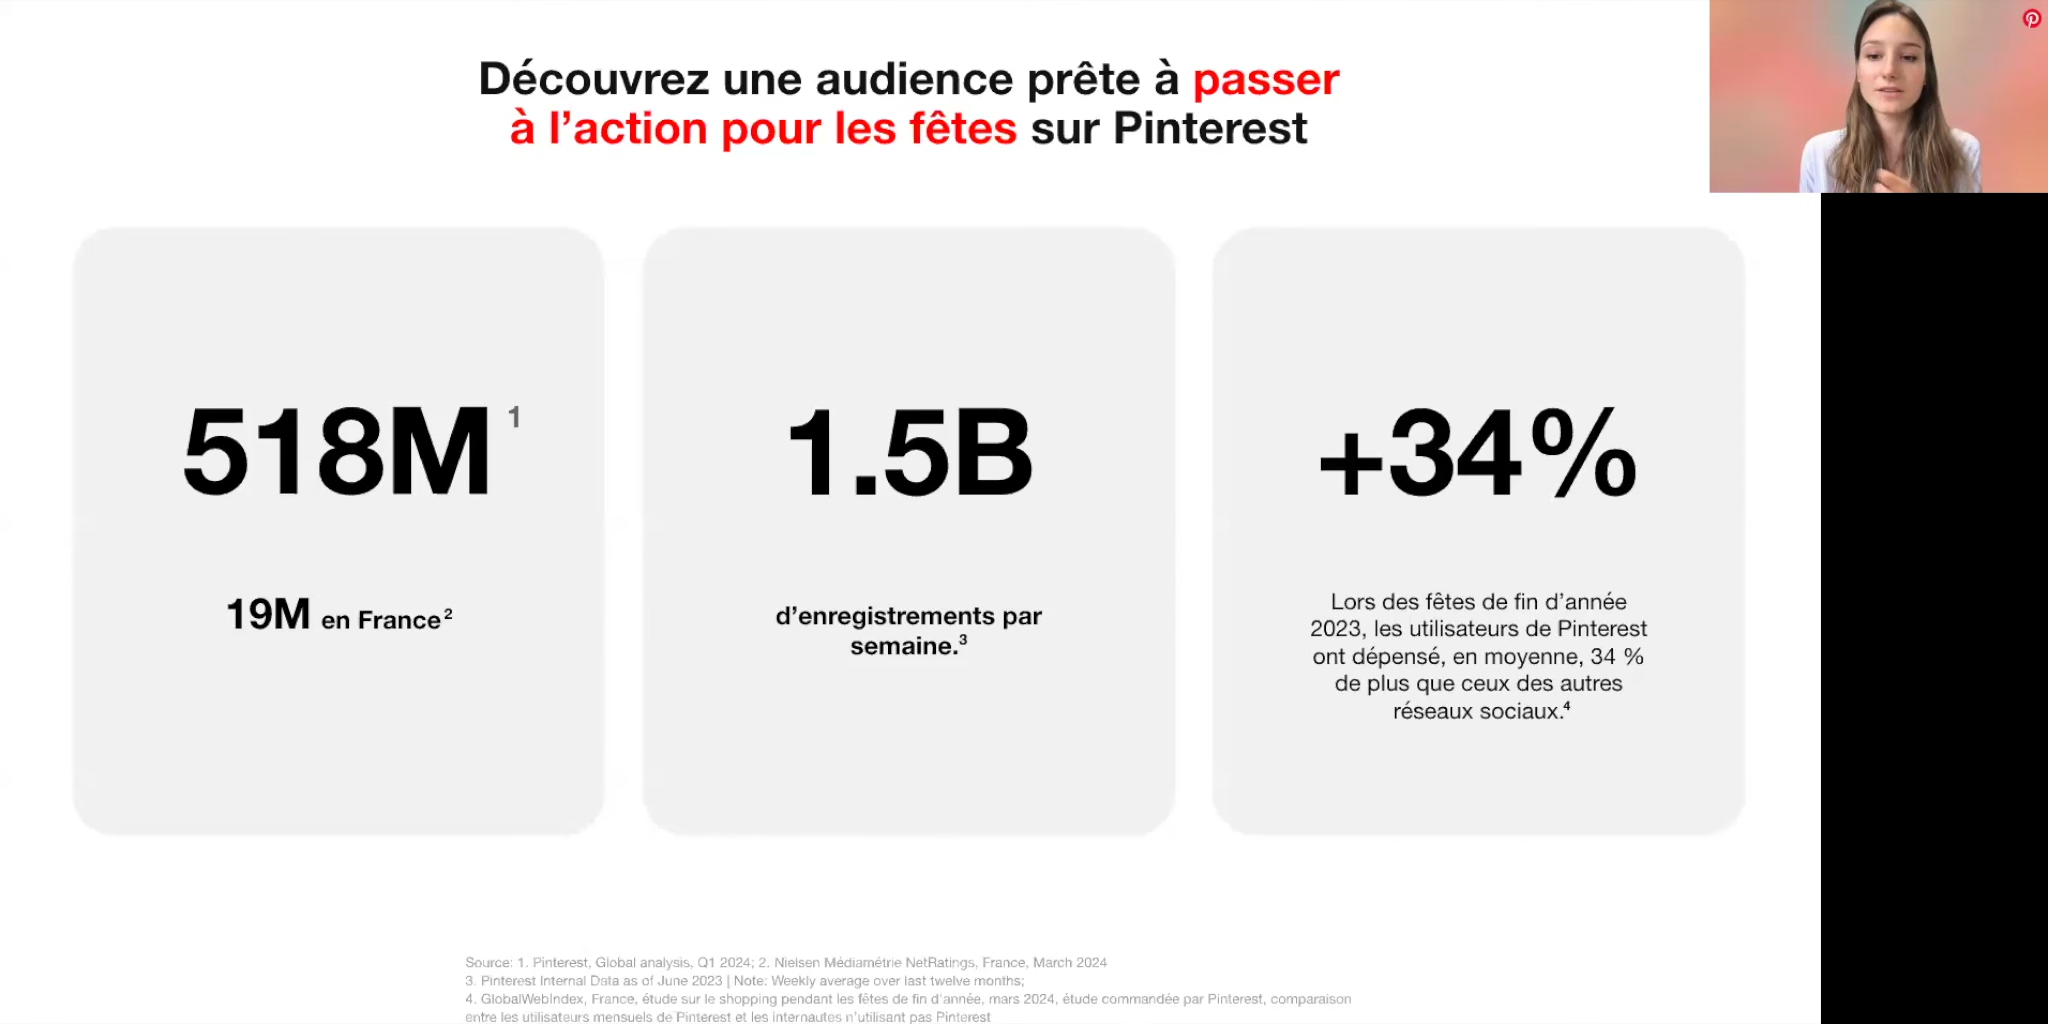 Découvrez une audience prête à passer
à l’action pour les fêtes sur Pinterest
518M 1
19M en France2
1.5B
d’enregistrements par
semaine.3
+34%
Lors des fêtes de fin d’année
2023, les utilisateurs de Pinterest
ont dépensé, en moyenne, 34 %
de plus que ceux des autres
réseaux sociaux.4
Source: 1. Pinterest, Global analysis, Q1 2024; 2. Nielsen Médiamétrie NetRatings, France, March 2024
3. Pinterest Internal Data as of June 2023 | Note: Weekly average over last twelve months;
4. GlobalWebIndex, France, étude sur le shopping pendant les fêtes de fin d’année, mars 2024, étude commandée par Pinterest, comparaison
entre les utilisateurs mensuels de Pinterest et les internautes n’utilisant pas Pinterest